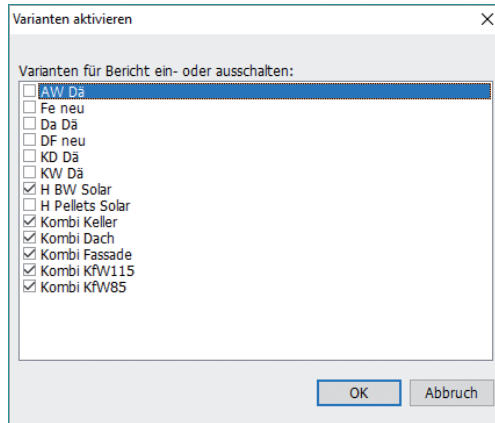 Varianten aktivieren
Varianten für Bericht ein- oder ausschalten:
AW Dä
Fe neu
Da Dä
DF neu
KD Dä
KW Dä
H BW Solar
H Pellets Solar
Kombi Keller
Kombi Dach
Kombi Fassade
Kombi KfW115
Kombi KfW85
OK Abbruch